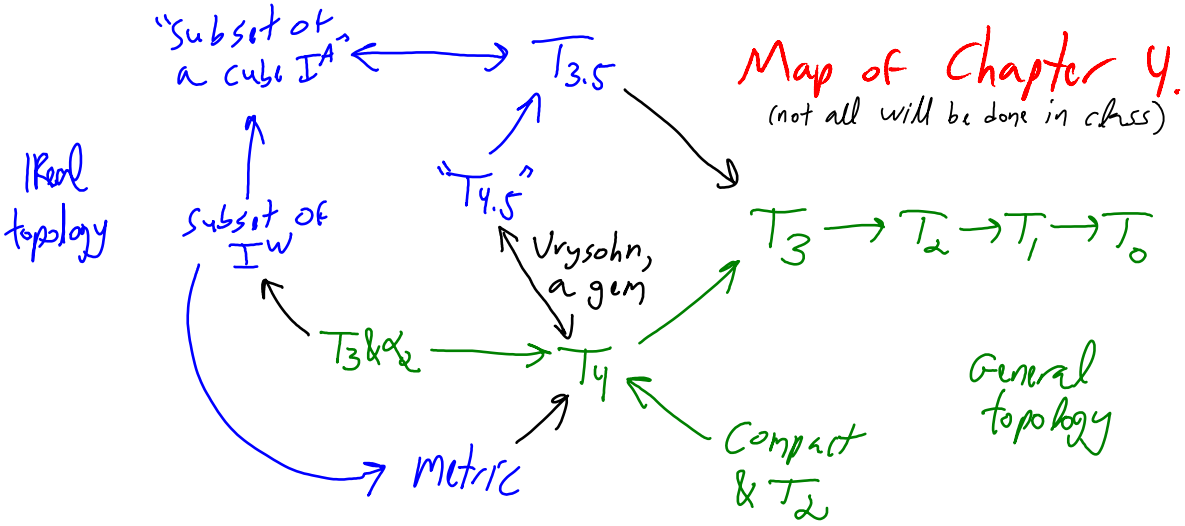 "Subset of
a cube I^A"
T3.5
Map of Chapter 4.
(not all will be done in class)
"T4.5"
IReal
topology
subset of
I^W
Urysohn,
a gem
T3 → T2 → T1 → T0
T3&α2
T4
General
topology
metric
Compact
& T2